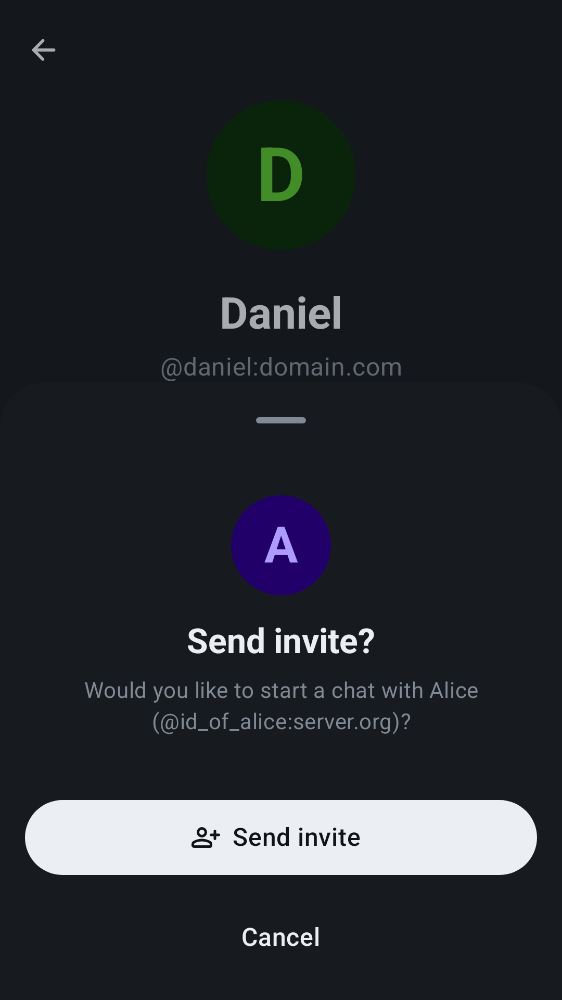 D
Daniel
@daniel:domain.com
A
Send invite?
Would you like to start a chat with Alice
(@id_of_alice:server.org)?
Send invite
Cancel